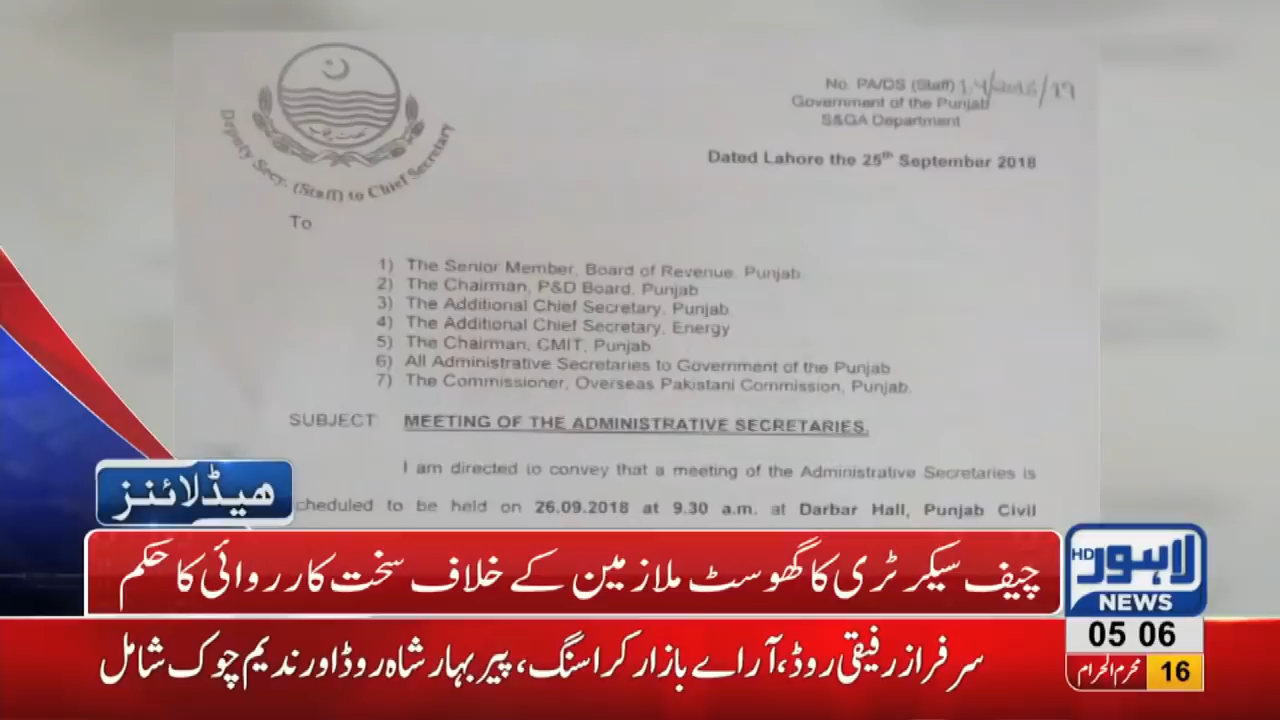 Deputy Secy. (Staff) to Chief Secretary
No. PA/DS (Staff)
Government of the Punjab
S&GA Department
Dated Lahore the 25th September 2018
To
1) The Senior Member, Board of Revenue, Punjab
2) The Chairman, P&D Board, Punjab
3) The Additional Chief Secretary, Punjab
4) The Additional Chief Secretary, Energy
5) The Chairman, CMIT, Punjab
6) All Administrative Secretaries to Government of the Punjab
7) The Commissioner, Overseas Pakistani Commission, Punjab.
SUBJECT: MEETING OF THE ADMINISTRATIVE SECRETARIES.
I am directed to convey that a meeting of the Administrative Secretaries is
cheduled to be held on 26.09.2018 at 9.30 a.m. at Darbar Hall, Punjab Civil
ہیڈلائنز
چیف سیکرٹری کا گھوسٹ ملازمین کے خلاف سخت کارروائی کا حکم
سرفراز رفیقی روڈ، آر اے بازار کراسنگ، پیر بہار شاہ روڈ اور ندیم چوک شامل
لاہور HD
NEWS
05 06
محرم الحرام 16